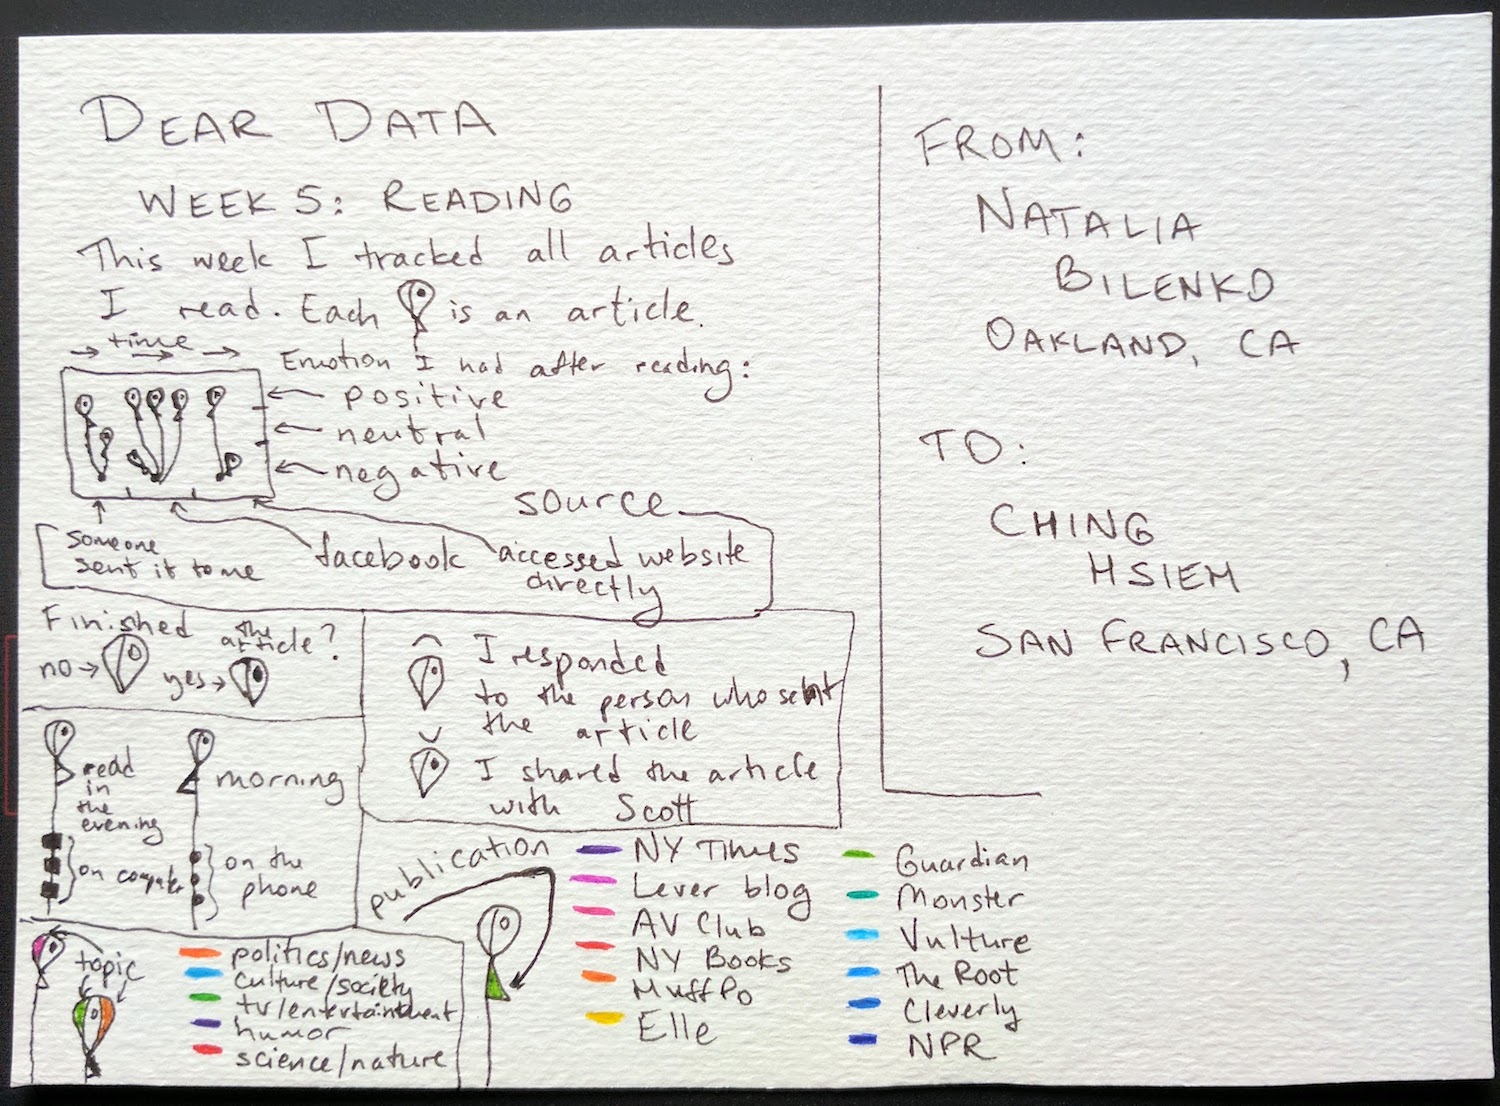 DEAR DATA
WEEK 5: READING
This week I tracked all articles
I read. Each is an article.
time
Emotion I had after reading:
positive
neutral
negative
source
someone
sent it to me
facebook
accessed website
directly
Finished the
article?
no
yes
I responded
to the person who sent
the article
I shared the article
with Scott
read
in
the
evening
morning
on computer
on the
phone
topic
politics/news
culture/society
tv/entertainment
humor
science/nature
publication
NY Times
Lever blog
AV Club
NY Books
HuffPo
Elle
Guardian
Monster
Vulture
The Root
Cleverly
NPR
FROM:
NATALIA
BILENKO
OAKLAND, CA
TO:
CHING
HSIEH
SAN FRANCISCO, CA